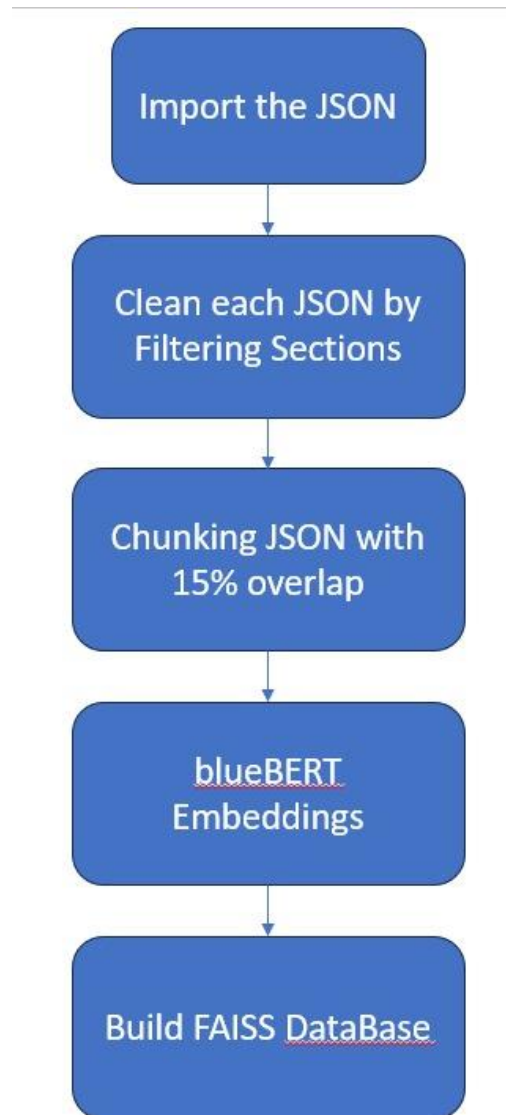 Import the JSON
Clean each JSON by
Filtering Sections
Chunking JSON with
15% overlap
blueBERT
Embeddings
Build FAISS DataBase